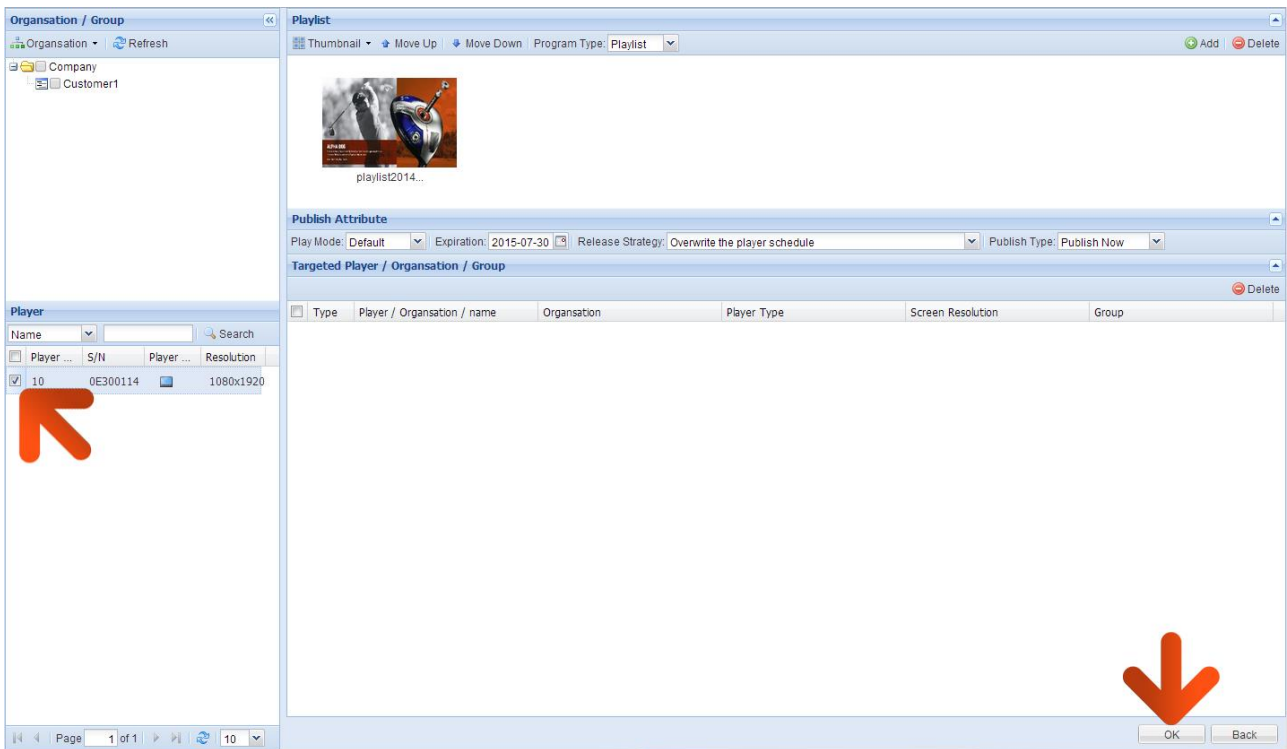 Organsation / Group
Organsation Refresh
Company
Customer1
Player
Name Search
Player ... S/N Player ... Resolution
10 0E300114 1080x1920
Page 1 of 1 10
Playlist
Thumbnail Move Up Move Down Program Type: Playlist Add Delete
ALPHA DOG
playlist2014...
Publish Attribute
Play Mode: Default Expiration: 2015-07-30 Release Strategy: Overwrite the player schedule Publish Type: Publish Now
Targeted Player / Organsation / Group
Delete
Type Player / Organsation / name Organsation Player Type Screen Resolution Group
OK Back